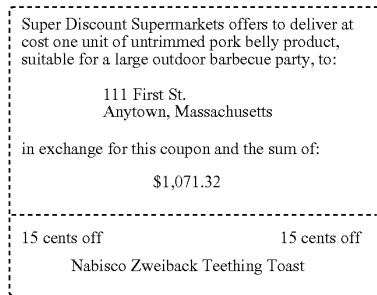 Super Discount Supermarkets offers to deliver at
cost one unit of untrimmed pork belly product,
suitable for a large outdoor barbecue party, to:
111 First St.
Anytown, Massachusetts
in exchange for this coupon and the sum of:
$1,071.32
15 cents off 15 cents off
Nabisco Zweiback Teething Toast